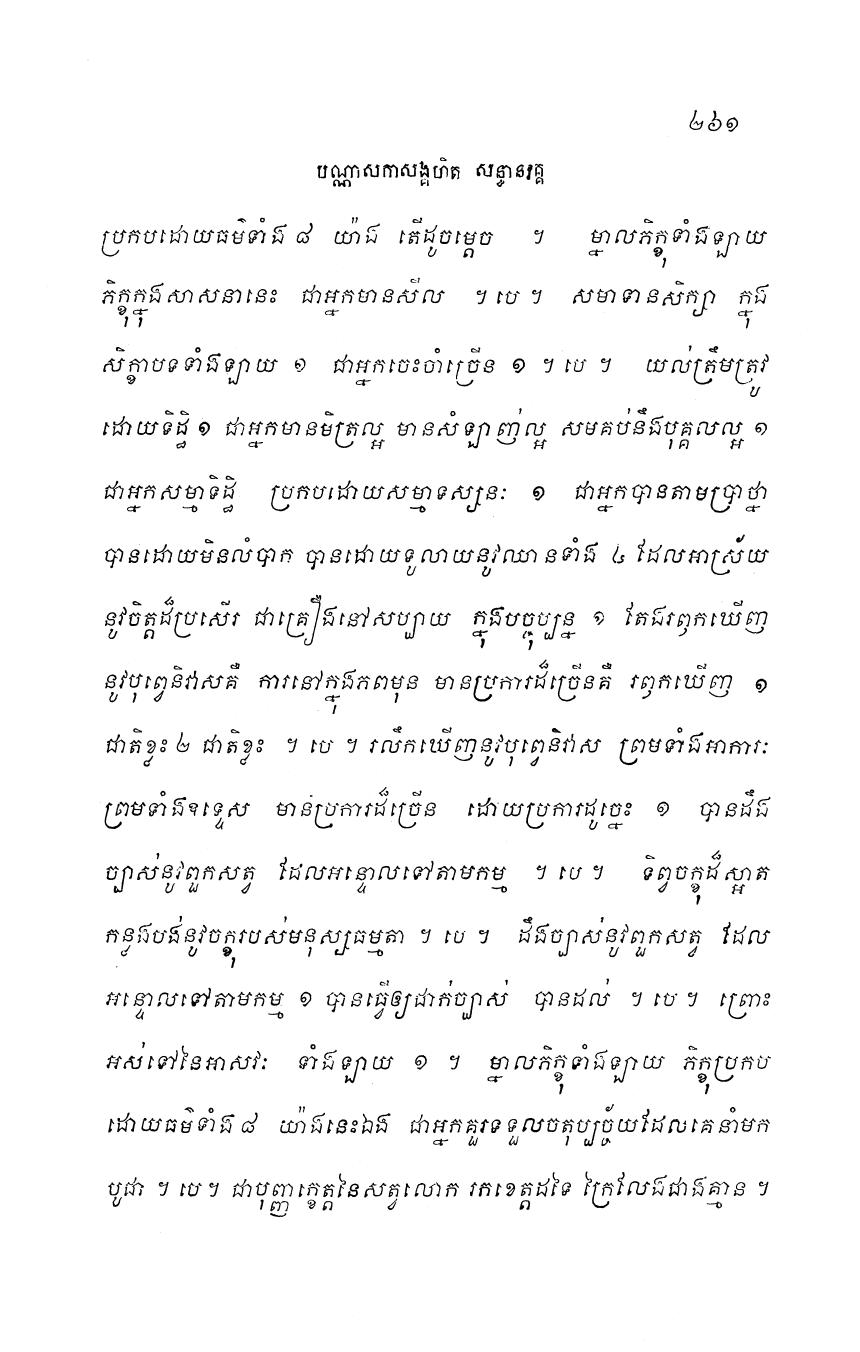 ២៦១
បណ្ណាសកាសង្គហិត សន្ធានវគ្គ
ប្រកបដោយធម៌ទាំង ៨ យ៉ាង តើដូចម្តេច ។ ម្នាលភិក្ខុទាំងឡាយ
ភិក្ខុក្នុងសាសនានេះ ជាអ្នកមានសីល ។ បេ ។ សមាទានសិក្សា ក្នុង
សិក្ខាបទទាំងឡាយ ១ ជាអ្នកចេះចាំច្រើន ១ ។ បេ ។ យល់ត្រឹមត្រូវ
ដោយទិដ្ឋិ ១ ជាអ្នកមានមិត្រល្អ មានសំឡាញ់ល្អ សមគប់នឹងបុគ្គលល្អ ១
ជាអ្នកសម្មាទិដ្ឋិ ប្រកបដោយសម្មាទស្សនៈ ១ ជាអ្នកបានតាមប្រាថ្នា
បានដោយមិនលំបាក បានដោយទូលាយនូវឈានទាំង ៤ ដែលអាស្រ័យ
នូវចិត្តដ៏ប្រសើរ ជាគ្រឿងនៅសប្បាយ ក្នុងបច្ចុប្បន្ន ១ តែងរឭកឃើញ
នូវបុព្វេនិវាសគឺ ការនៅក្នុងភពមុន មានប្រការដ៏ច្រើនគឺ រឭកឃើញ ១
ជាតិខ្លះ ២ ជាតិខ្លះ ។ បេ ។ រលឹកឃើញនូវបុព្វេនិវាស ព្រមទាំងអាការៈ
ព្រមទាំងឧទ្ទេស មានប្រការដ៏ច្រើន ដោយប្រការដូច្នេះ ១ បានដឹង
ច្បាស់នូវពួកសត្វ ដែលអន្ទោលទៅតាមកម្ម ។ បេ ។ ទិព្វចក្ខុដ៏ស្អាត
កន្លងបង់នូវចក្ខុរបស់មនុស្សធម្មតា ។ បេ ។ ដឹងច្បាស់នូវពួកសត្វ ដែល
អន្ទោលទៅតាមកម្ម ១ បានធ្វើឲ្យជាក់ច្បាស់ បានដល់ ។ បេ ។ ព្រោះ
អស់ទៅនៃអាសវៈ ទាំងឡាយ ១ ។ ម្នាលភិក្ខុទាំងឡាយ ភិក្ខុប្រកប
ដោយធម៌ទាំង ៨ យ៉ាងនេះឯង ជាអ្នកគួរទទួលចតុប្បច្ច័យដែលគេនាំមក
បូជា ។ បេ ។ ជាបុញ្ញក្ខេត្តនៃសត្វលោក រកខេត្តដទៃ ក្រៃលែងជាងគ្មាន ។